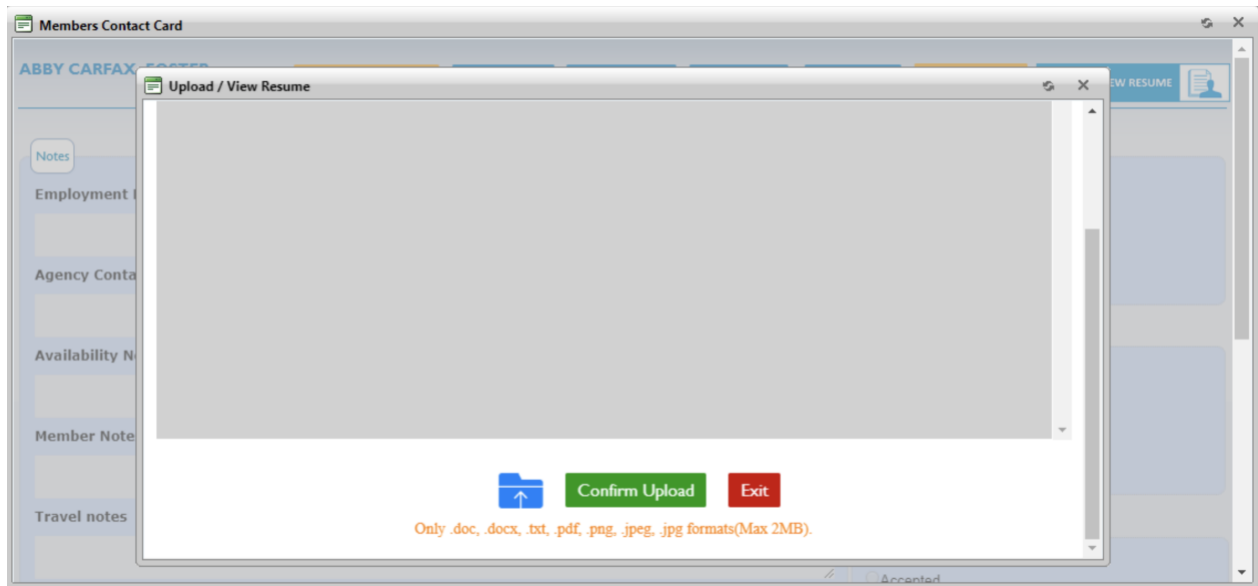 Members Contact Card
ABBY CARFAX, FOSTER
Upload / View Resume
EW RESUME
Notes
Employment
Agency Conta
Availability N
Member Note
Travel notes
Confirm Upload
Exit
Only .doc, .docx, .txt, .pdf, .png, .jpeg, .jpg formats(Max 2MB).
Accepted